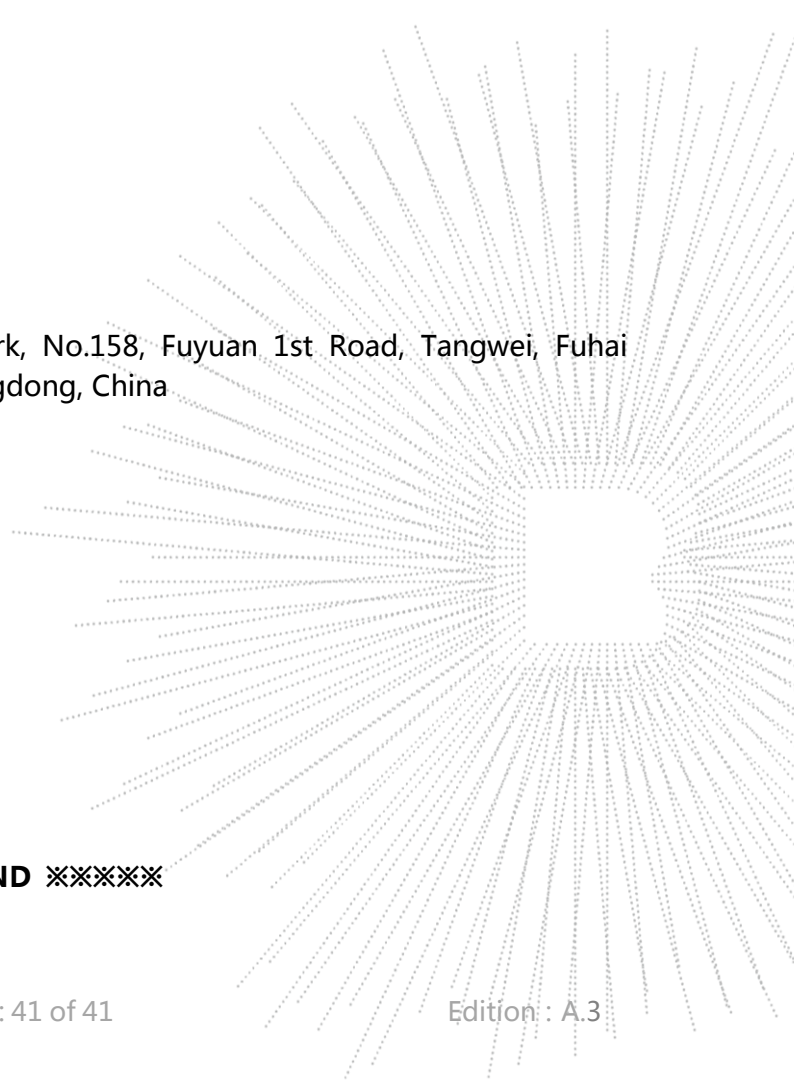 rk, No.158, Fuyuan 1st Road, Tangwei, Fuhai
gdong, China
ND ※※※※※
: 41 of 41 Edition : A.3